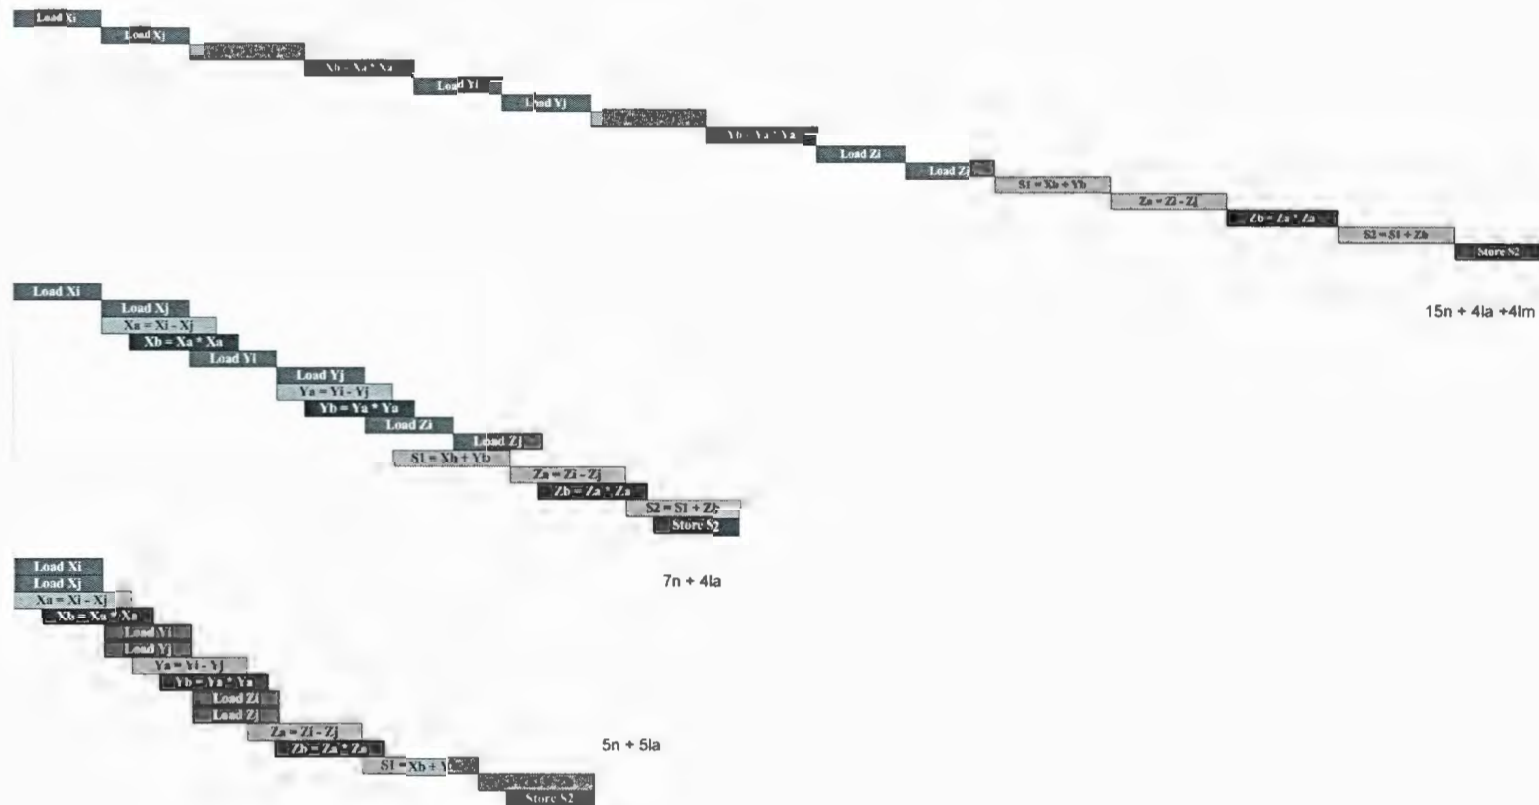 Load Xi
Load Xj
Xb = Xa * Xa
Load Yi
Load Yj
Yb = Ya * Ya
Load Zi
Load Zj
S1 = Xb + Yb
Za = Zi - Zj
Zb = Za * Za
S2 = S1 + Zb
Store S2
15n + 4la +4lm
Load Xi
Load Xj
Xa = Xi - Xj
Xb = Xa * Xa
Load Yi
Load Yj
Ya = Yi - Yj
Yb = Ya * Ya
Load Zi
Load Zj
S1 = Xb + Yb
Za = Zi - Zj
Zb = Za * Za
S2 = S1 + Zb
Store S2
7n + 4la
Load Xi
Load Xj
Xa = Xi - Xj
Xb = Xa * Xa
Load Yi
Load Yj
Ya = Yi - Yj
Yb = Ya * Ya
Load Zi
Load Zj
Za = Zi - Zj
Zb = Za * Za
5n + 5la
S1 = Xb + Y
Store S2